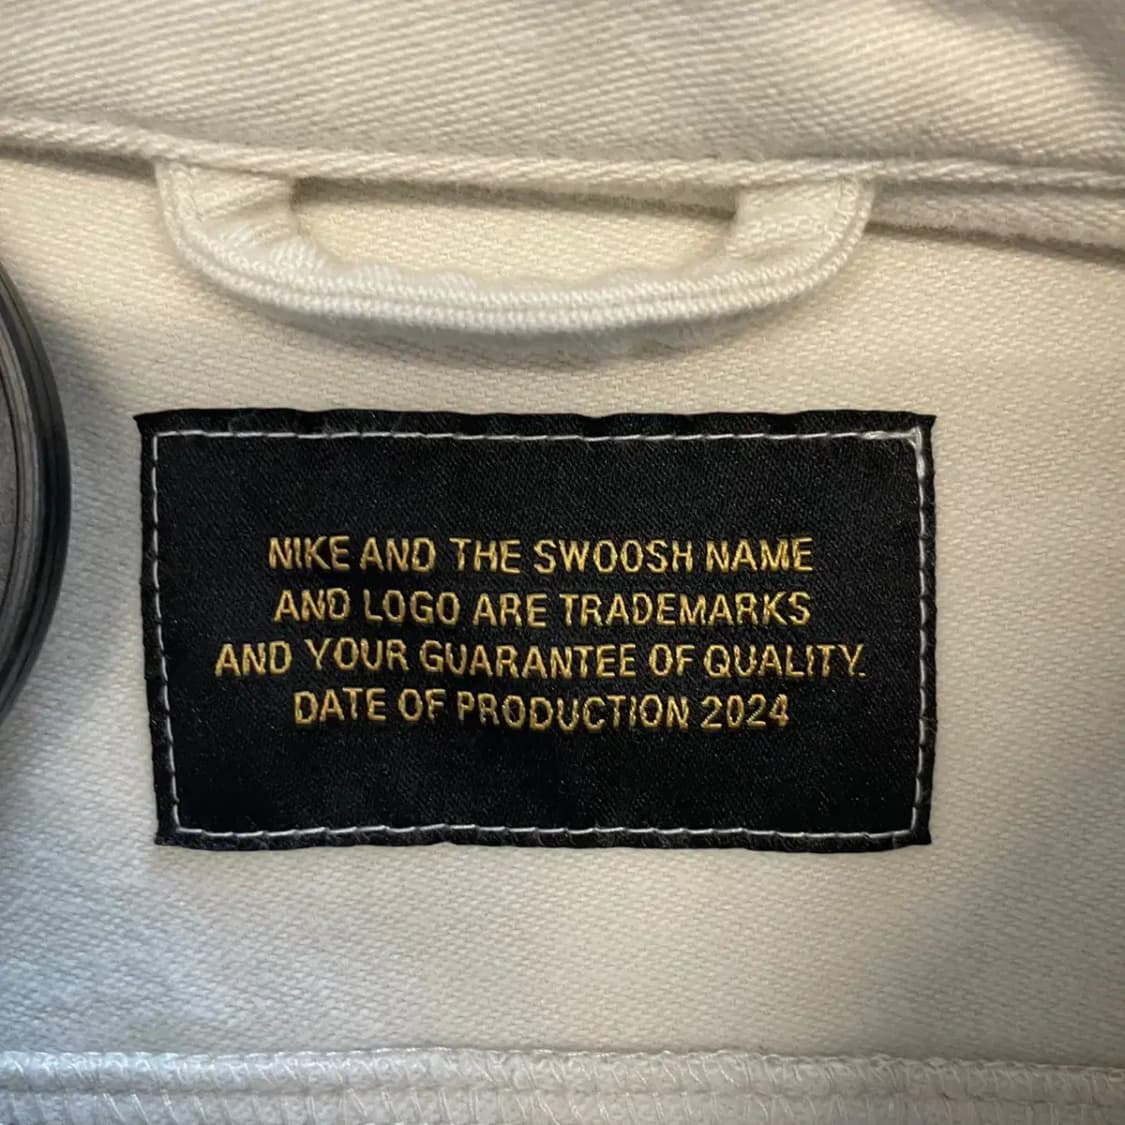 NIKE AND THE SWOOSH NAME
AND LOGO ARE TRADEMARKS
AND YOUR GUARANTEE OF QUALITY.
DATE OF PRODUCTION 2024